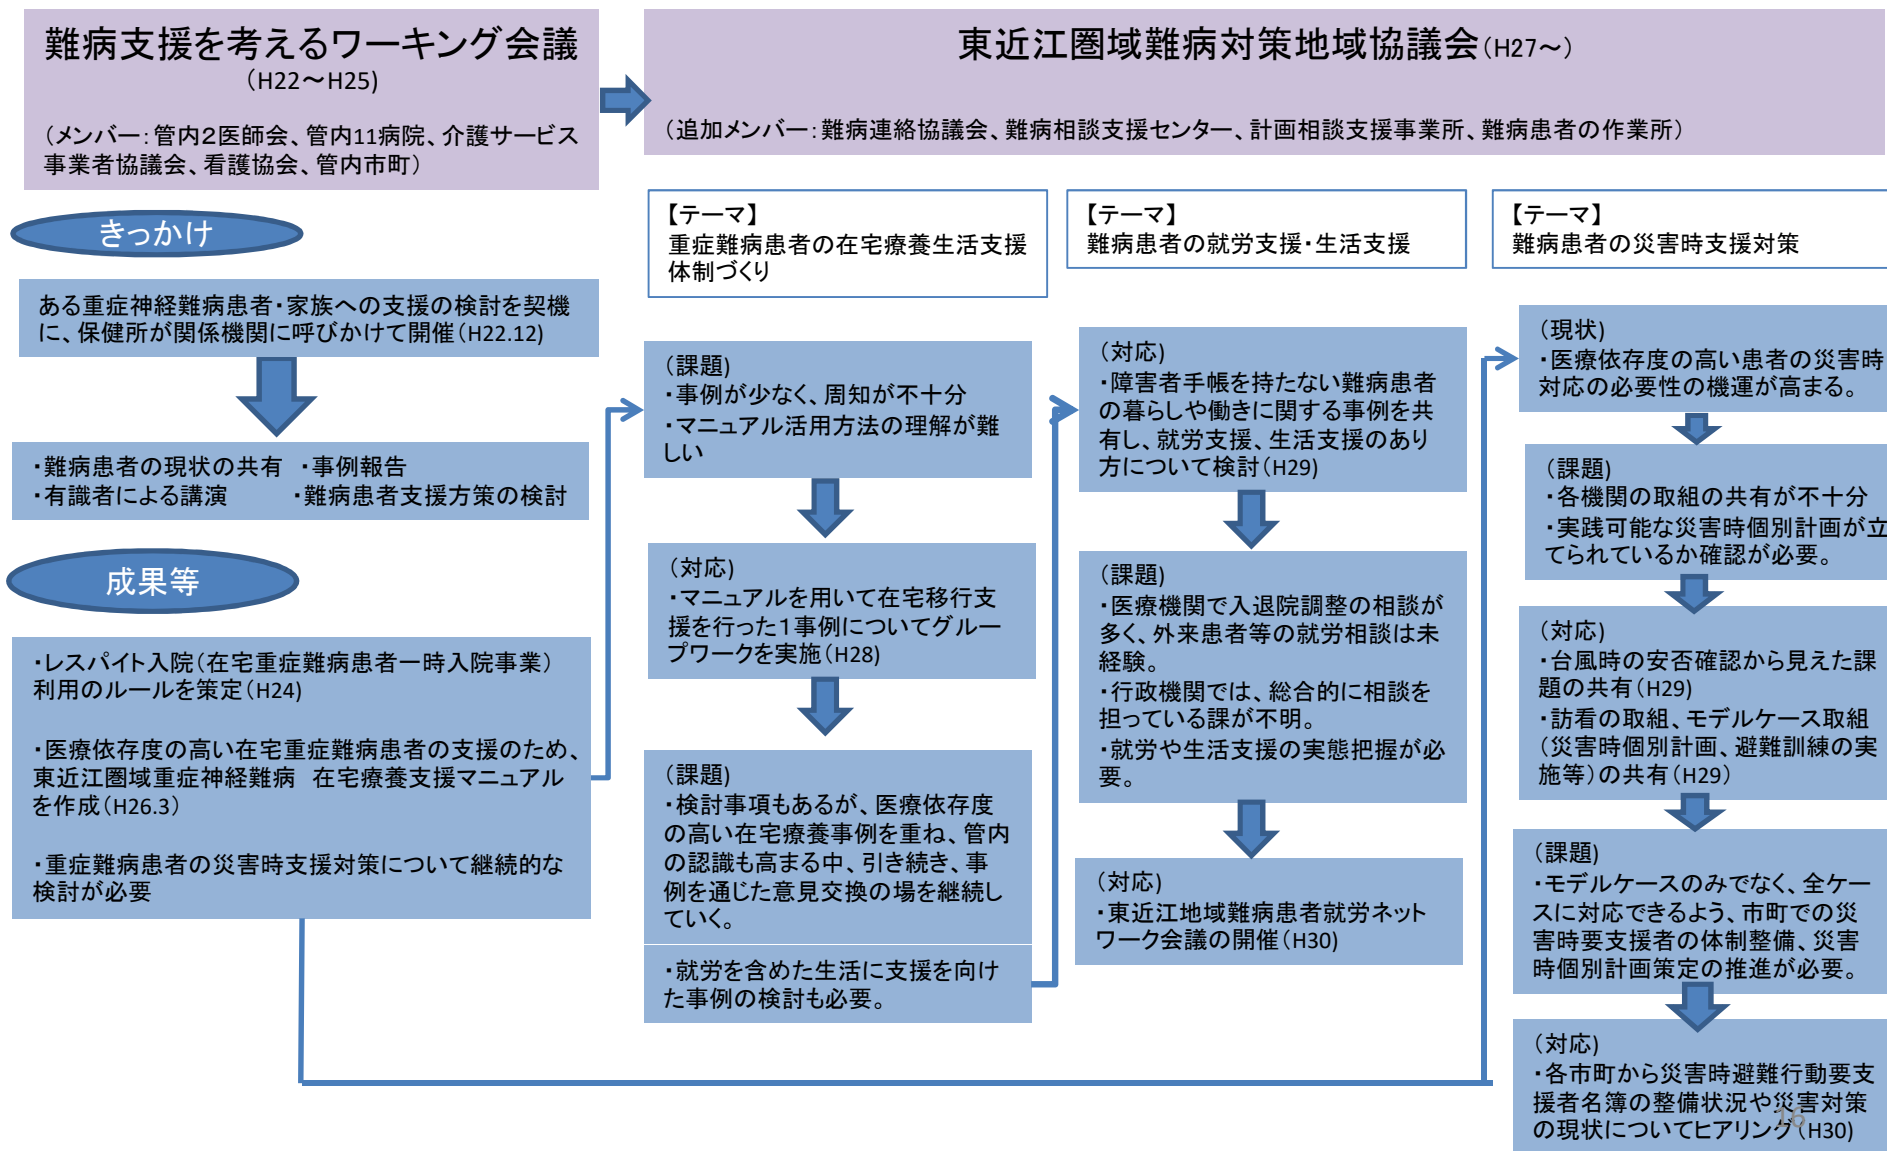 難病支援を考えるワーキング会議
（H22～H25）
（メンバー：管内２医師会、管内11病院、介護サービス
事業者協議会、看護協会、管内市町）
東近江圏域難病対策地域協議会（H27～）
（追加メンバー：難病連絡協議会、難病相談支援センター、計画相談支援事業所、難病患者の作業所）
きっかけ
ある重症神経難病患者・家族への支援の検討を契機
に、保健所が関係機関に呼びかけて開催（H22.12）
・難病患者の現状の共有　・事例報告
・有識者による講演　　　・難病患者支援方策の検討
成果等
・レスパイト入院（在宅重症難病患者一時入院事業）
利用のルールを策定（H24）
・医療依存度の高い在宅重症難病患者の支援のため、
東近江圏域重症神経難病　在宅療養支援マニュアル
を作成（H26.3）
・重症難病患者の災害時支援対策について継続的な
検討が必要
【テーマ】
重症難病患者の在宅療養生活支援
体制づくり
（課題）
・事例が少なく、周知が不十分
・マニュアル活用方法の理解が難
しい
（対応）
・マニュアルを用いて在宅移行支
援を行った１事例についてグルー
プワークを実施（H28）
（課題）
・検討事項もあるが、医療依存度
の高い在宅療養事例を重ね、管内
の認識も高まる中、引き続き、事
例を通じた意見交換の場を継続し
ていく。
・就労を含めた生活に支援を向け
た事例の検討も必要。
【テーマ】
難病患者の就労支援・生活支援
（対応）
・障害者手帳を持たない難病患者
の暮らしや働きに関する事例を共
有し、就労支援、生活支援のあり
方について検討（H29）
（課題）
・医療機関で入退院調整の相談が
多く、外来患者等の就労相談は未
経験。
・行政機関では、総合的に相談を
担っている課が不明。
・就労や生活支援の実態把握が必
要。
（対応）
・東近江地域難病患者就労ネット
ワーク会議の開催（H30）
【テーマ】
難病患者の災害時支援対策
（現状）
・医療依存度の高い患者の災害時
対応の必要性の機運が高まる。
（課題）
・各機関の取組の共有が不十分
・実践可能な災害時個別計画が立
てられているか確認が必要。
（対応）
・台風時の安否確認から見えた課
題の共有（H29）
・訪看の取組、モデルケース取組
（災害時個別計画、避難訓練の実
施等）の共有（H29）
（課題）
・モデルケースのみでなく、全ケー
スに対応できるよう、市町での災
害時要支援者の体制整備、災害
時個別計画策定の推進が必要。
（対応）
・各市町から災害時避難行動要支
援者名簿の整備状況や災害対策
の現状についてヒアリング（H30）
16